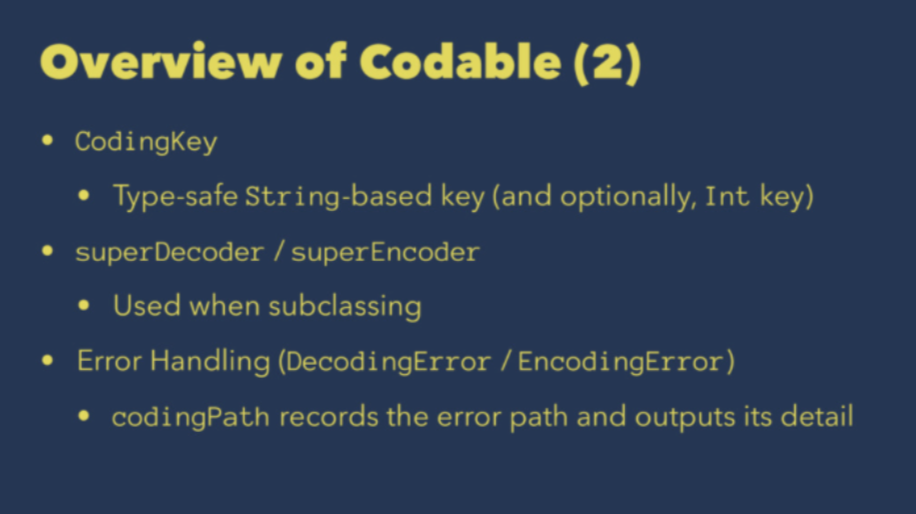 Overview of Codable (2)
• CodingKey
• Type-safe String-based key (and optionally, Int key)
• superDecoder / superEncoder
• Used when subclassing
• Error Handling (DecodingError / EncodingError)
• codingPath records the error path and outputs its detail